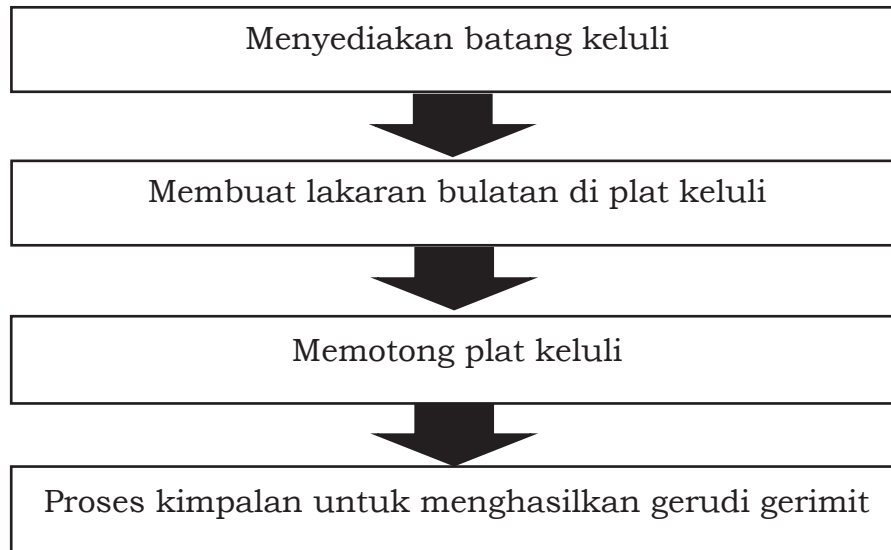 Menyediakan batang keluli
Membuat lakaran bulatan di plat keluli
Memotong plat keluli
Proses kimpalan untuk menghasilkan gerudi gerimit